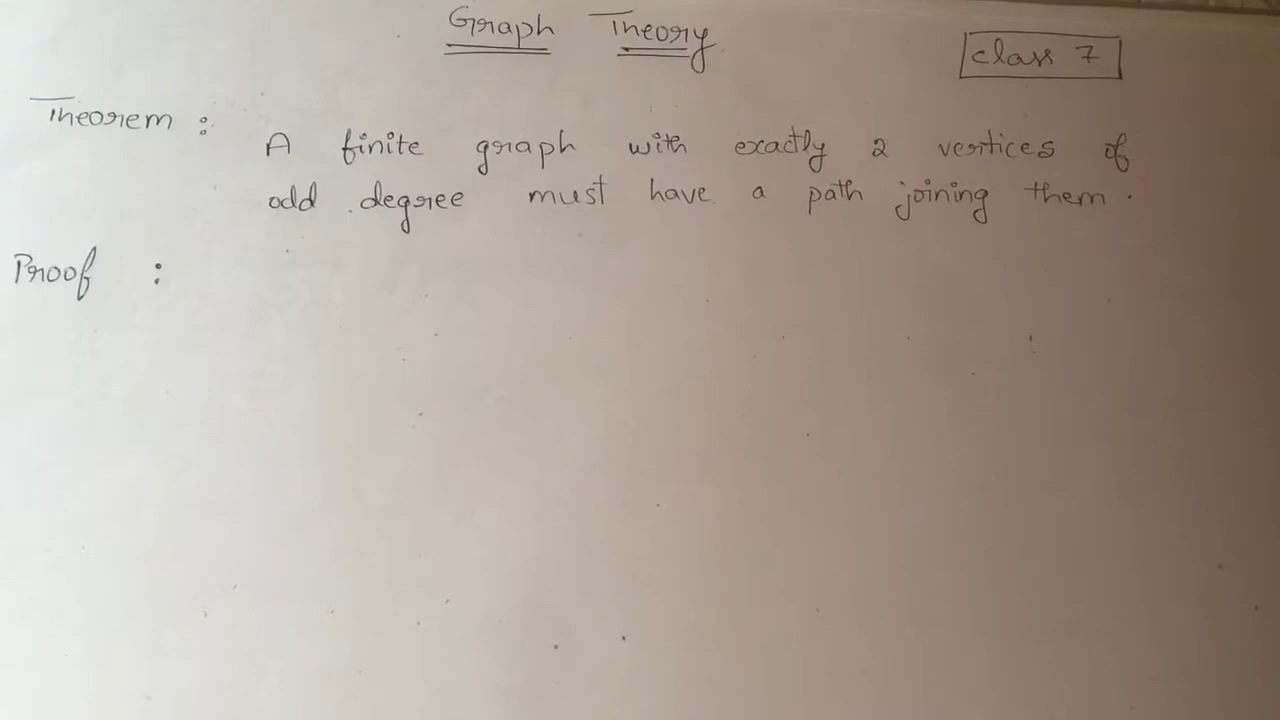 Graph Theory
class 7
Theorem :
A finite graph with exactly 2 vertices of
odd degree must have a path joining them.
Proof :